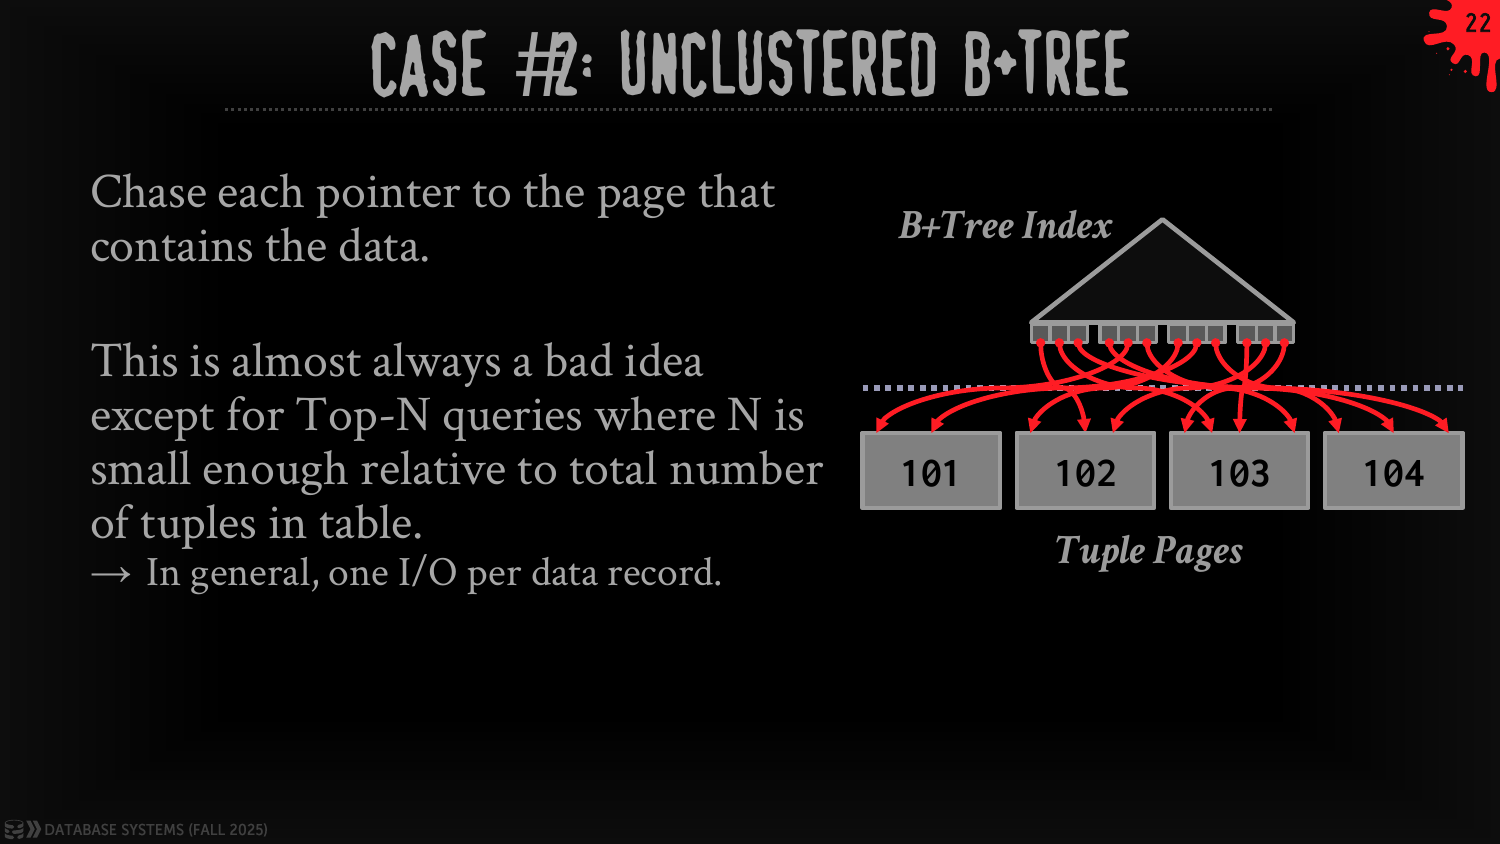 22
CASE #2: UNCLUSTERED B+TREE
Chase each pointer to the page that
contains the data.
This is almost always a bad idea
except for Top-N queries where N is
small enough relative to total number
of tuples in table.
→ In general, one I/O per data record.
B+Tree Index
101 102 103 104
Tuple Pages
DATABASE SYSTEMS (FALL 2025)